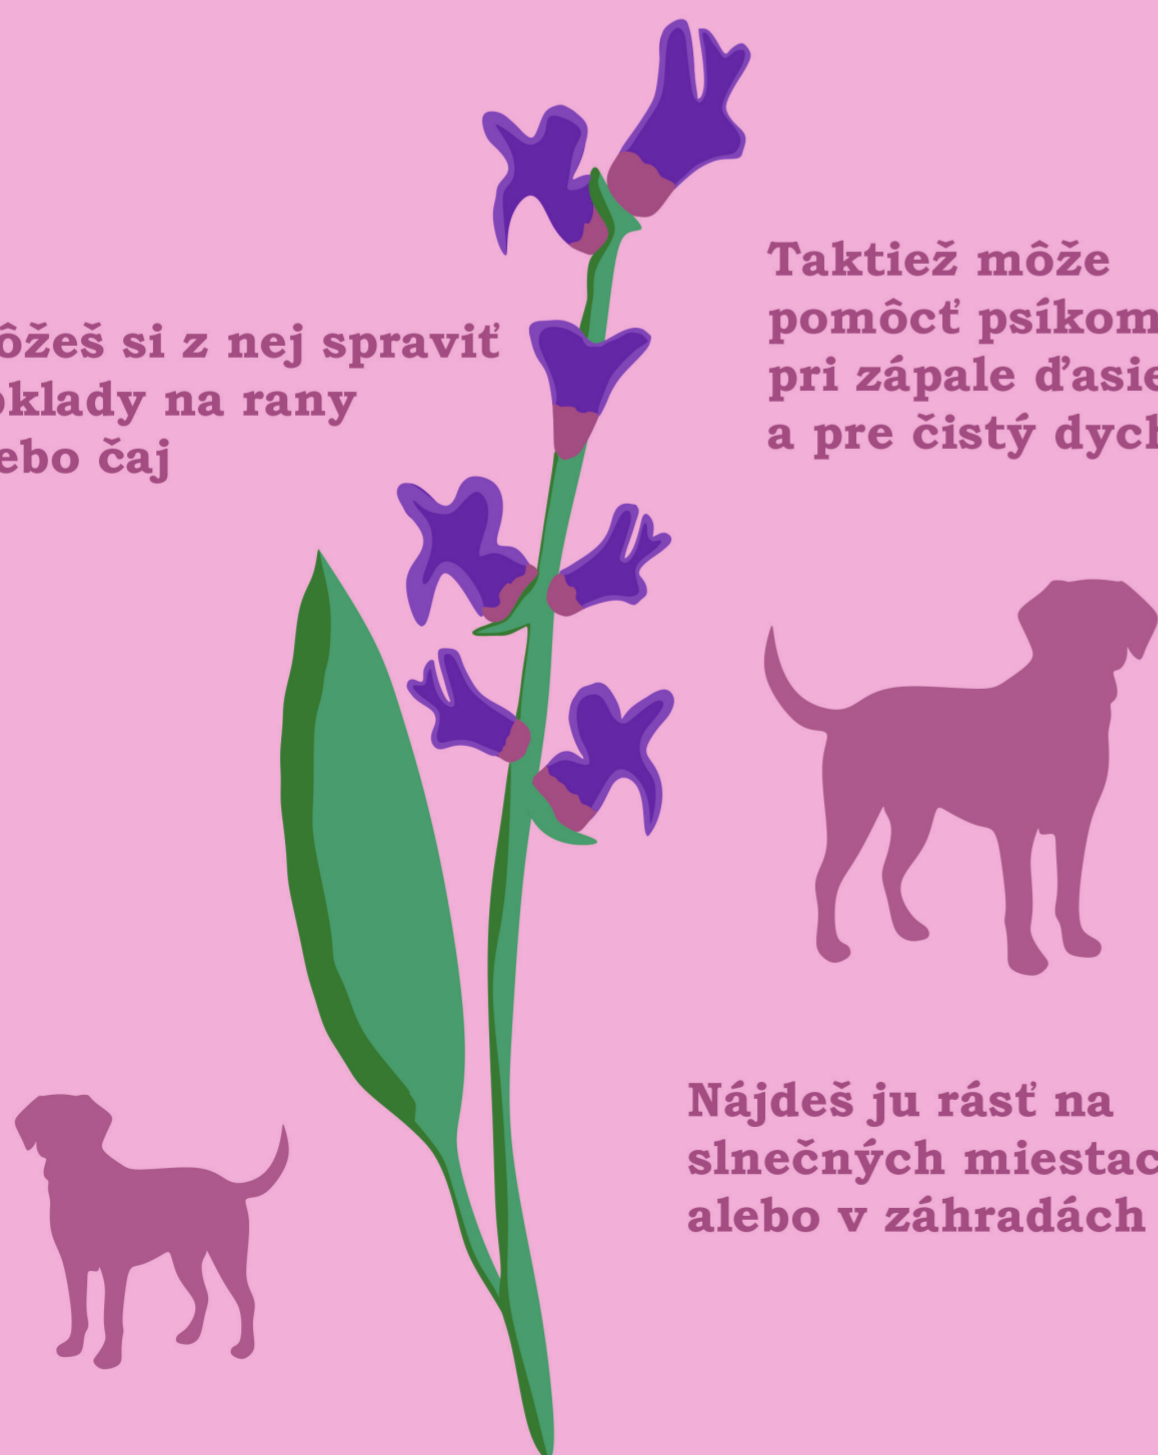 ôžeš si z nej spraviť
oklady na rany
ebo čaj
Taktiež môže
pomôcť psíkom
pri zápale ďasie
a pre čistý dych
Nájdeš ju rásť na
slnečných miestac
alebo v záhradách